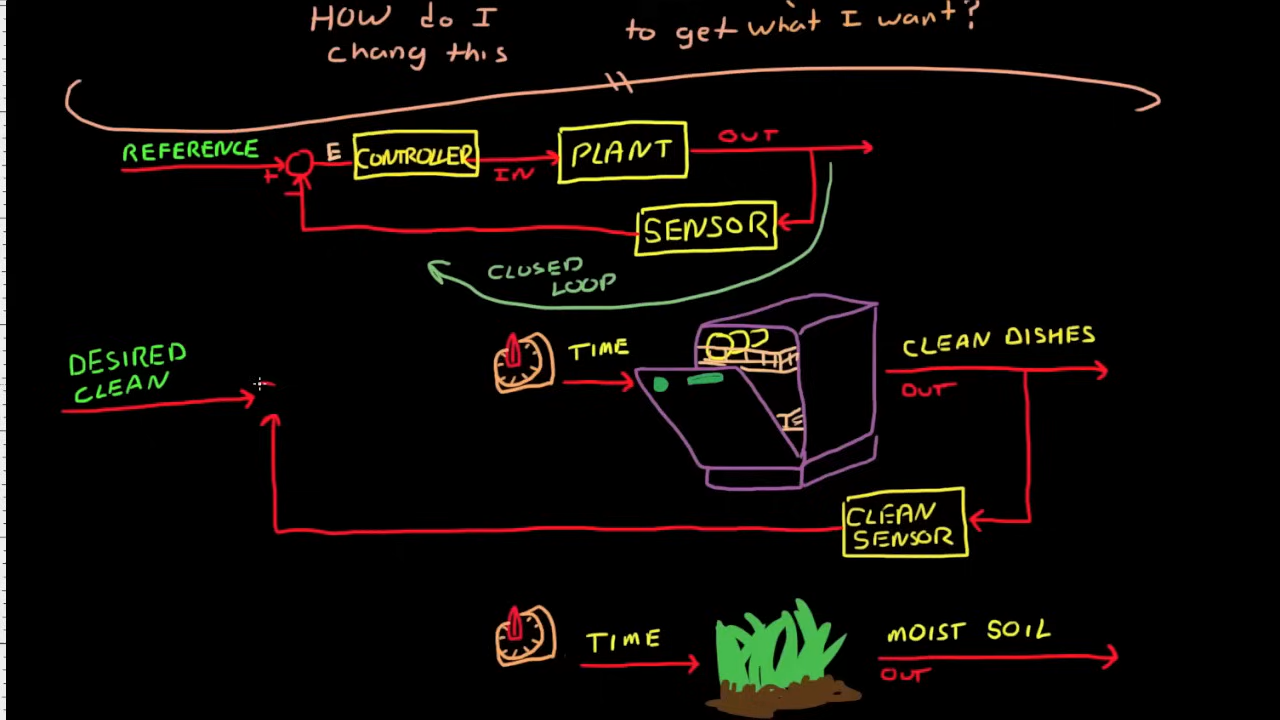 HOW do I to get what I want?
chang this
REFERENCE E CONTROLLER IN PLANT OUT
+
−
SENSOR
CLOSED
LOOP
DESIRED
CLEAN
TIME
CLEAN DISHES
OUT
CLEAN
SENSOR
TIME
MOIST SOIL
OUT